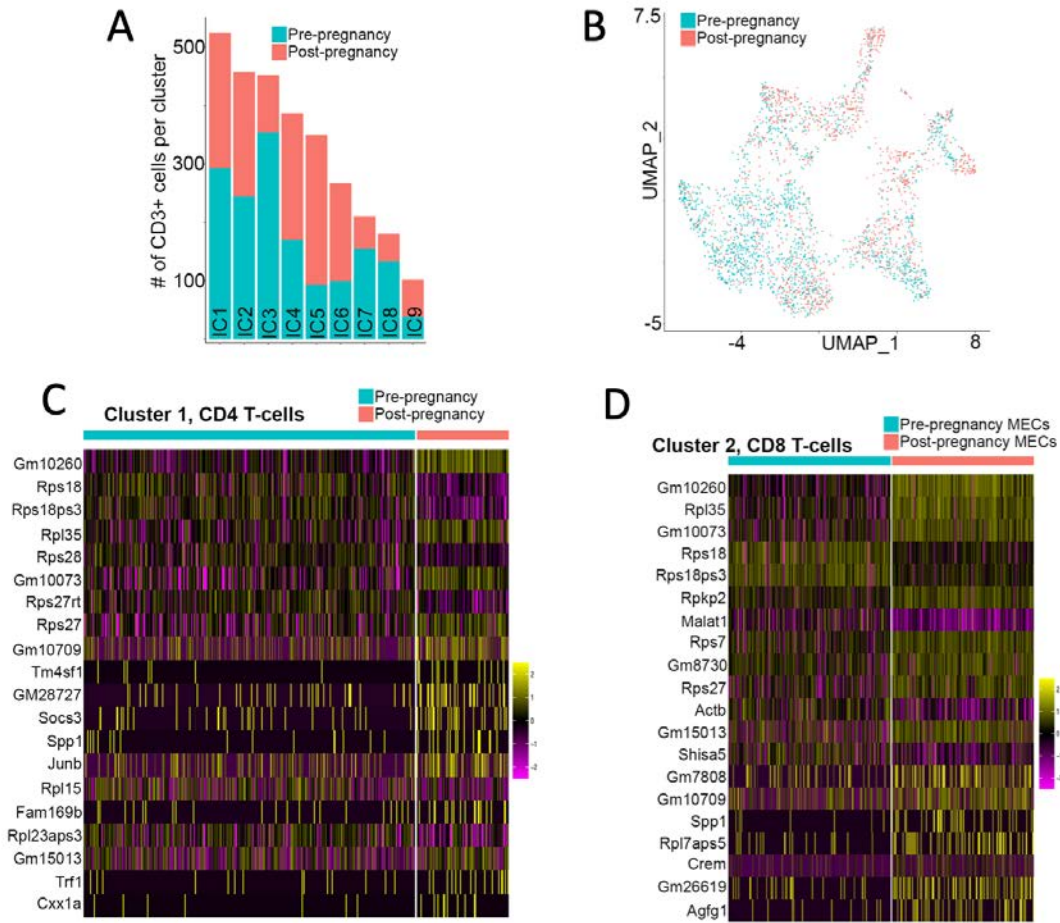 A
500
300
100
# of CD3+ cells per cluster
Pre-pregnancy
Post-pregnancy
IC1
IC2
IC3
IC4
IC5
IC6
IC7
IC8
IC9
B
Pre-pregnancy
Post-pregnancy
7.5
UMAP_2
-5
-4
UMAP_1
8
C
Cluster 1, CD4 T-cells
Pre-pregnancy
Post-pregnancy
Gm10260
Rps18
Rps18ps3
Rpl35
Rps28
Gm10073
Rps27rt
Rps27
Gm10709
Tm4sf1
GM28727
Socs3
Spp1
Junb
Rpl15
Fam169b
Rpl23aps3
Gm15013
Trf1
Cxx1a
2
1
0
-1
-2
D
Cluster 2, CD8 T-cells
Pre-pregnancy MECs
Post-pregnancy MECs
Gm10260
Rpl35
Gm10073
Rps18
Rps18ps3
Rpkp2
Malat1
Rps7
Gm8730
Rps27
Actb
Gm15013
Shisa5
Gm7808
Gm10709
Spp1
Rpl7aps5
Crem
Gm26619
Agfg1
2
1
0